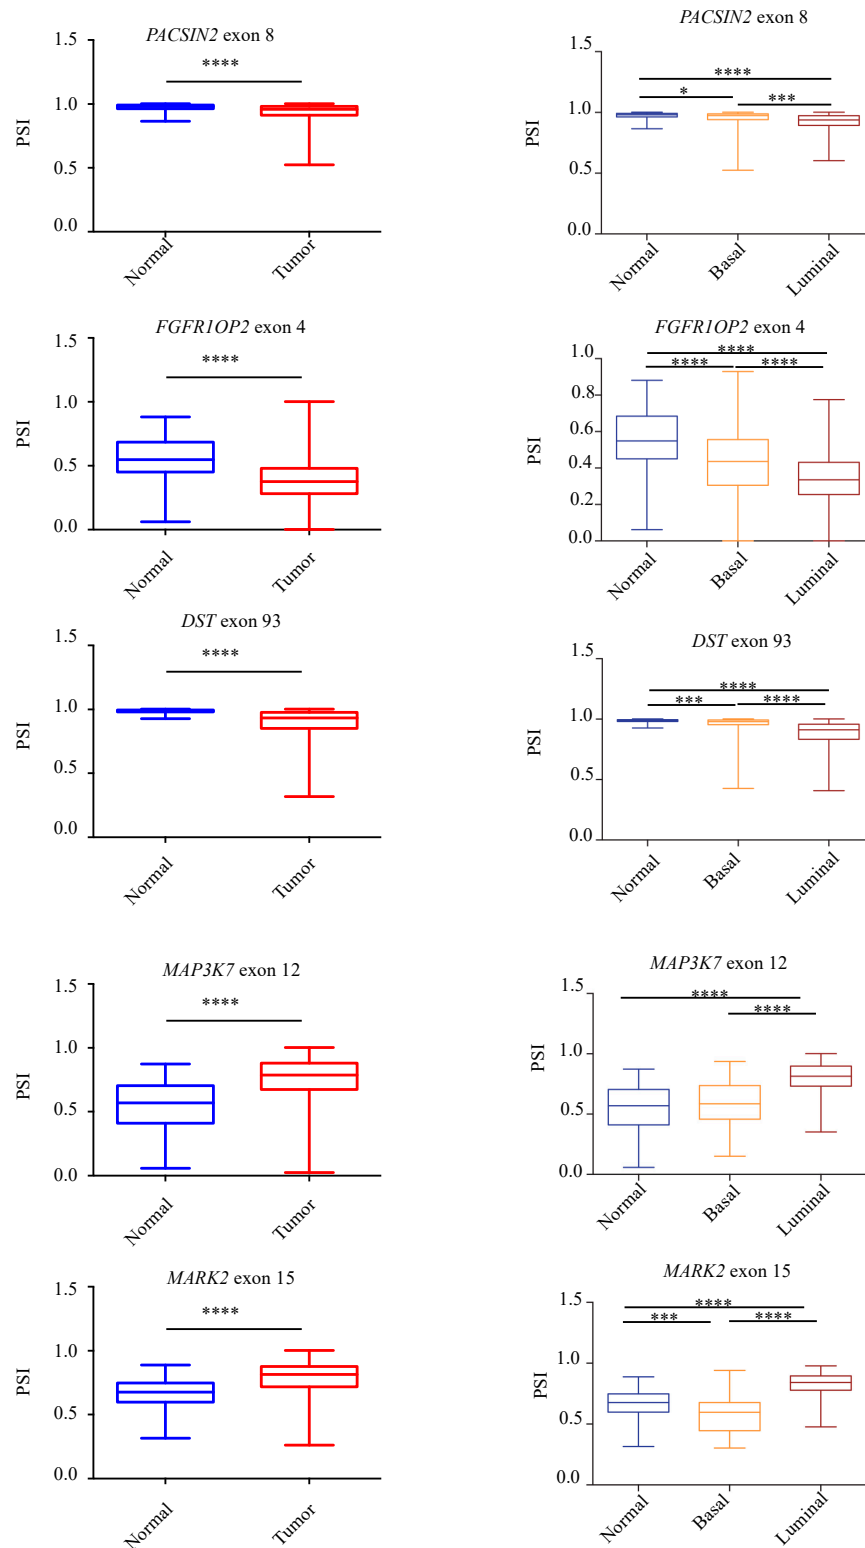 PACSIN2 exon 8
1.5
****
1.0
PSI
0.5
0.0
Normal
Tumor
PACSIN2 exon 8
1.5
****
*
***
1.0
PSI
0.5
0.0
Normal
Basal
Luminal
FGFR1OP2 exon 4
1.5
****
1.0
PSI
0.5
0.0
Normal
Tumor
FGFR1OP2 exon 4
****
1.0
****
****
0.8
0.6
PSI
0.4
0.2
0.0
Normal
Basal
Luminal
DST exon 93
1.5
****
1.0
PSI
0.5
0.0
Normal
Tumor
DST exon 93
1.5
****
***
****
1.0
PSI
0.5
0.0
Normal
Basal
Luminal
MAP3K7 exon 12
1.5
****
1.0
PSI
0.5
0.0
Normal
Tumor
MAP3K7 exon 12
1.5
****
****
1.0
PSI
0.5
0.0
Normal
Basal
Luminal
MARK2 exon 15
1.5
****
1.0
PSI
0.5
0.0
Normal
Tumor
MARK2 exon 15
1.5
****
***
****
1.0
PSI
0.5
0.0
Normal
Basal
Luminal